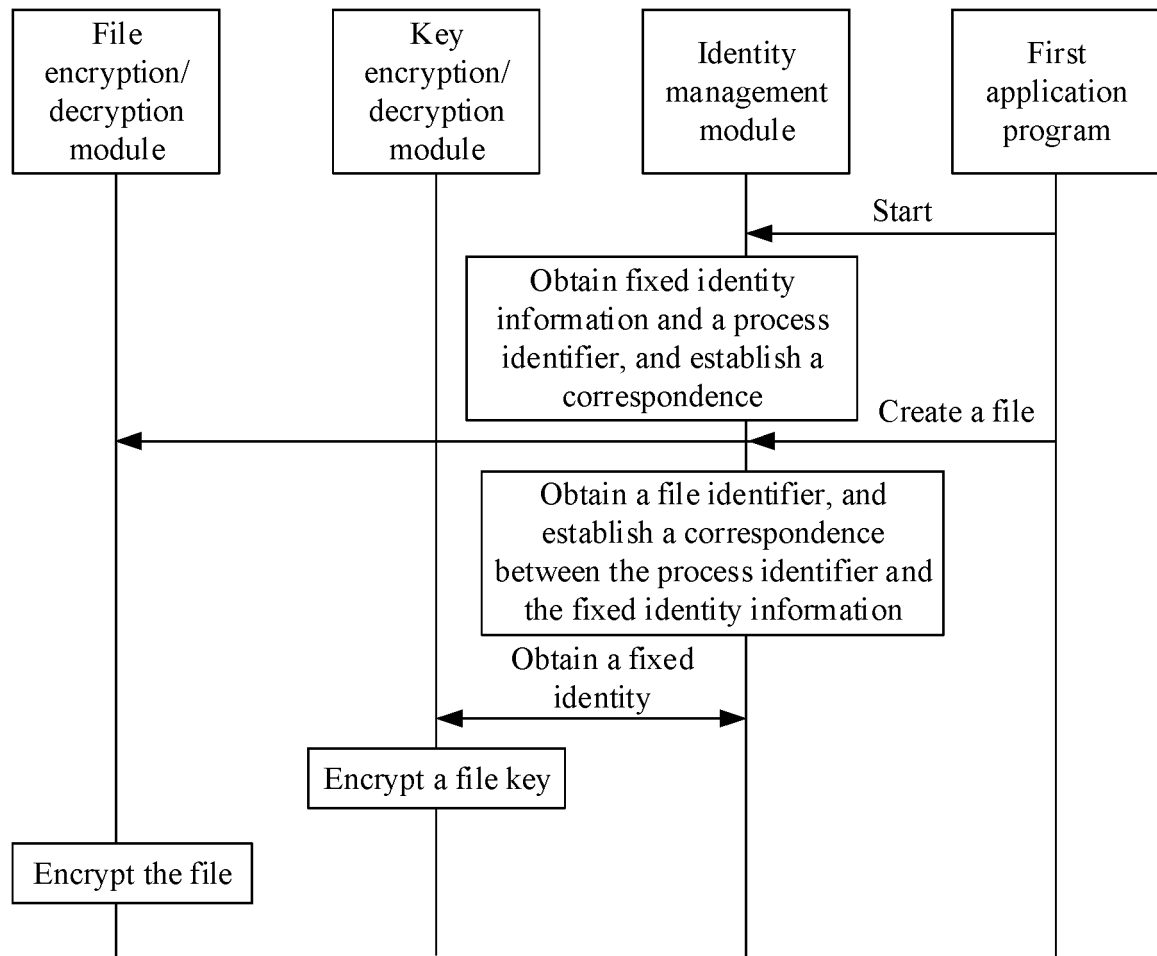 File
encryption/
decryption
module
Key
encryption/
decryption
module
Identity
management
module
First
application
program
Start
Obtain fixed identity
information and a process
identifier, and establish a
correspondence
Create a file
Obtain a file identifier, and
establish a correspondence
between the process identifier and
the fixed identity information
Obtain a fixed
identity
Encrypt a file key
Encrypt the file